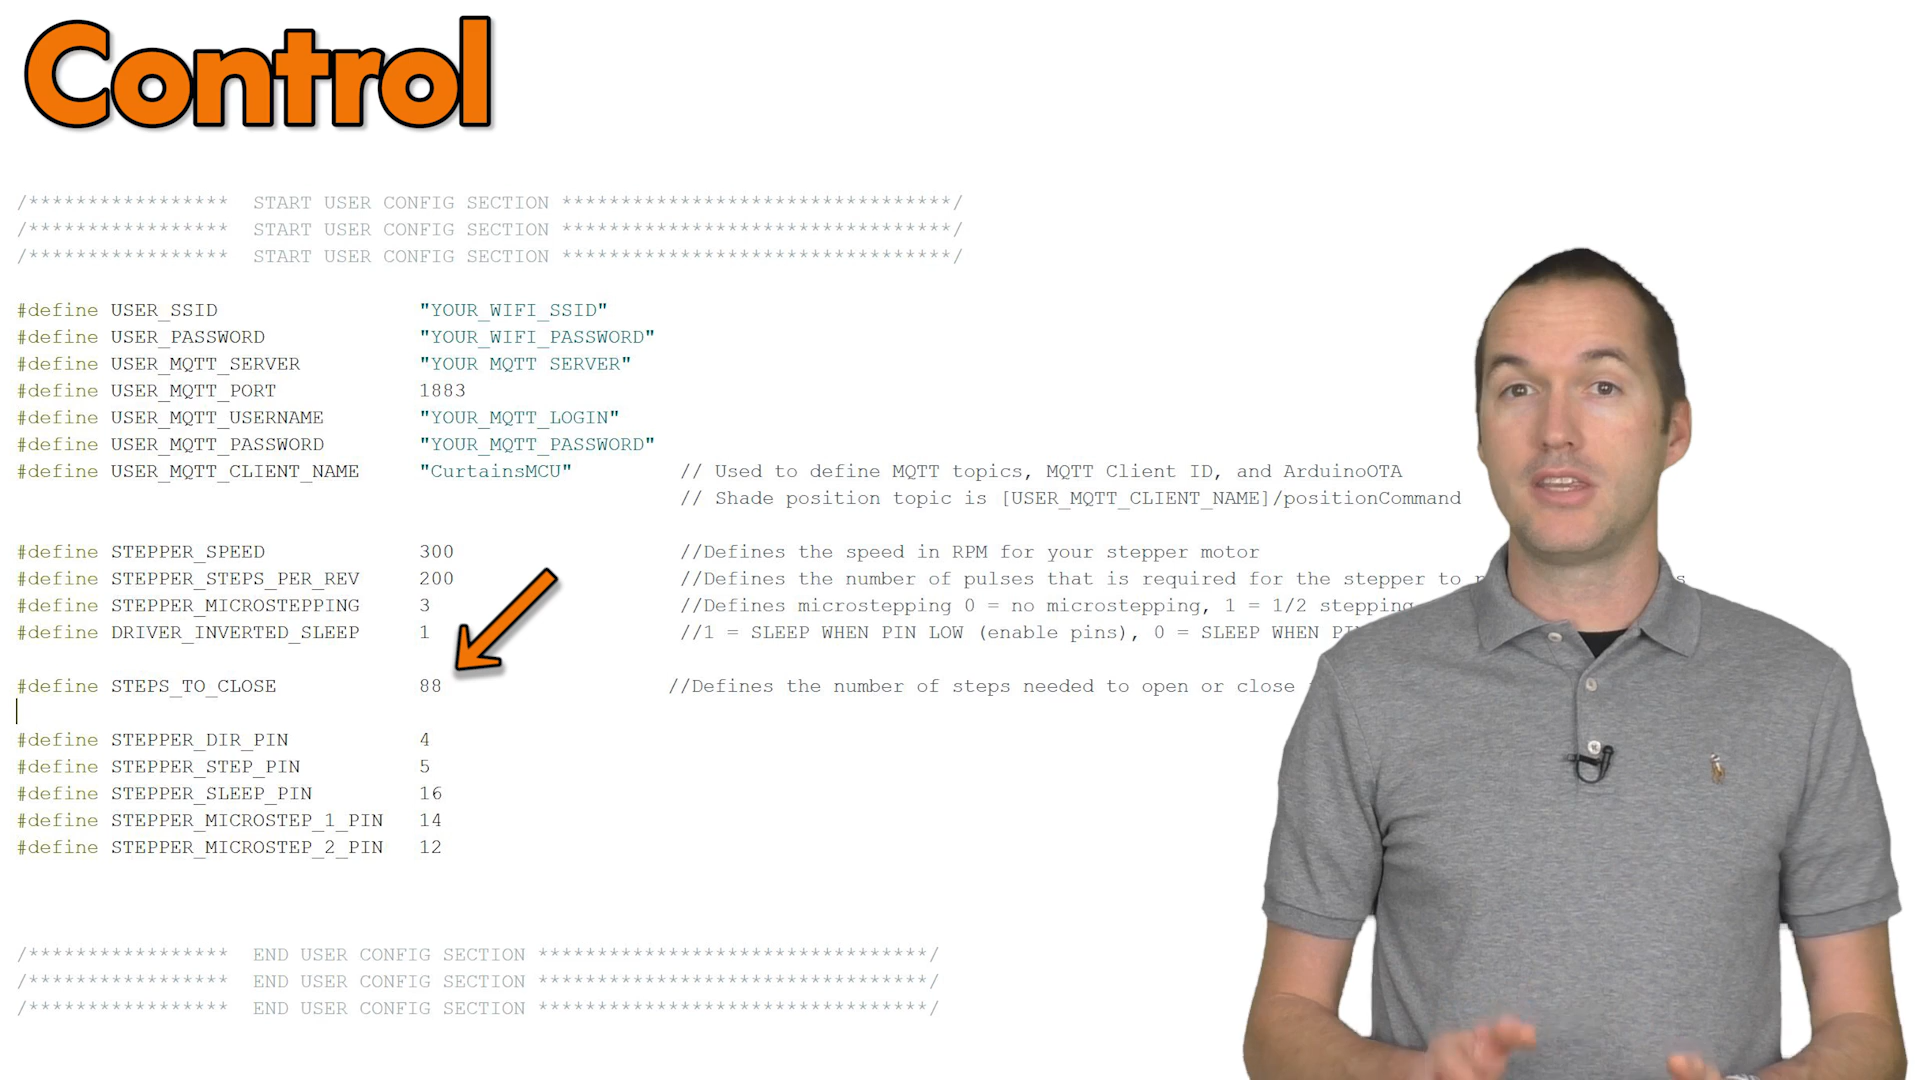 Control
/***************** START USER CONFIG SECTION *********************************/
/***************** START USER CONFIG SECTION *********************************/
/***************** START USER CONFIG SECTION *********************************/
#define USER_SSID "YOUR_WIFI_SSID"
#define USER_PASSWORD "YOUR_WIFI_PASSWORD"
#define USER_MQTT_SERVER "YOUR MQTT SERVER"
#define USER_MQTT_PORT 1883
#define USER_MQTT_USERNAME "YOUR_MQTT_LOGIN"
#define USER_MQTT_PASSWORD "YOUR_MQTT_PASSWORD"
#define USER_MQTT_CLIENT_NAME "CurtainsMCU" // Used to define MQTT topics, MQTT Client ID, and ArduinoOTA
// Shade position topic is [USER_MQTT_CLIENT_NAME]/positionCommand
#define STEPPER_SPEED 300 //Defines the speed in RPM for your stepper motor
#define STEPPER_STEPS_PER_REV 200 //Defines the number of pulses that is required for the stepper to
#define STEPPER_MICROSTEPPING 3 //Defines microstepping 0 = no microstepping, 1 = 1/2 stepping
#define DRIVER_INVERTED_SLEEP 1 //1 = SLEEP WHEN PIN LOW (enable pins), 0 = SLEEP WHEN
#define STEPS_TO_CLOSE 88 //Defines the number of steps needed to open or close
#define STEPPER_DIR_PIN 4
#define STEPPER_STEP_PIN 5
#define STEPPER_SLEEP_PIN 16
#define STEPPER_MICROSTEP_1_PIN 14
#define STEPPER_MICROSTEP_2_PIN 12
/***************** END USER CONFIG SECTION *********************************/
/***************** END USER CONFIG SECTION *********************************/
/***************** END USER CONFIG SECTION *********************************/